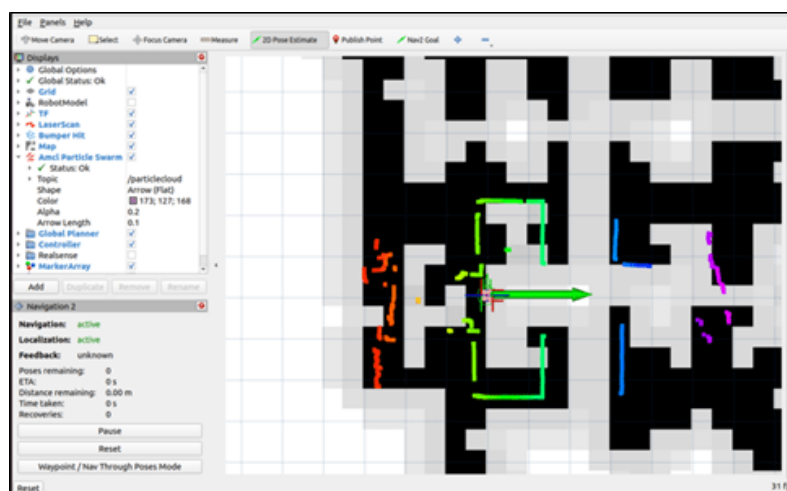 File Panels Help
Move Camera Select Focus Camera Measure 2D Pose Estimate Publish Point Nav2 Goal
Displays
Global Options
Global Status: Ok
Grid
RobotModel
TF
LaserScan
Bumper Hit
Map
Amcl Particle Swarm
Status: Ok
Topic /particlecloud
Shape Arrow (Flat)
Color 173; 127; 168
Alpha 0.2
Arrow Length 0.1
Global Planner
Controller
Realsense
MarkerArray
Add Duplicate Remove Rename
Navigation 2
Navigation: active
Localization: active
Feedback: unknown
Poses remaining: 0
ETA: 0 s
Distance remaining: 0.00 m
Time taken: 0 s
Recoveries: 0
Pause
Reset
Waypoint / Nav Through Poses Mode
Reset
31 f